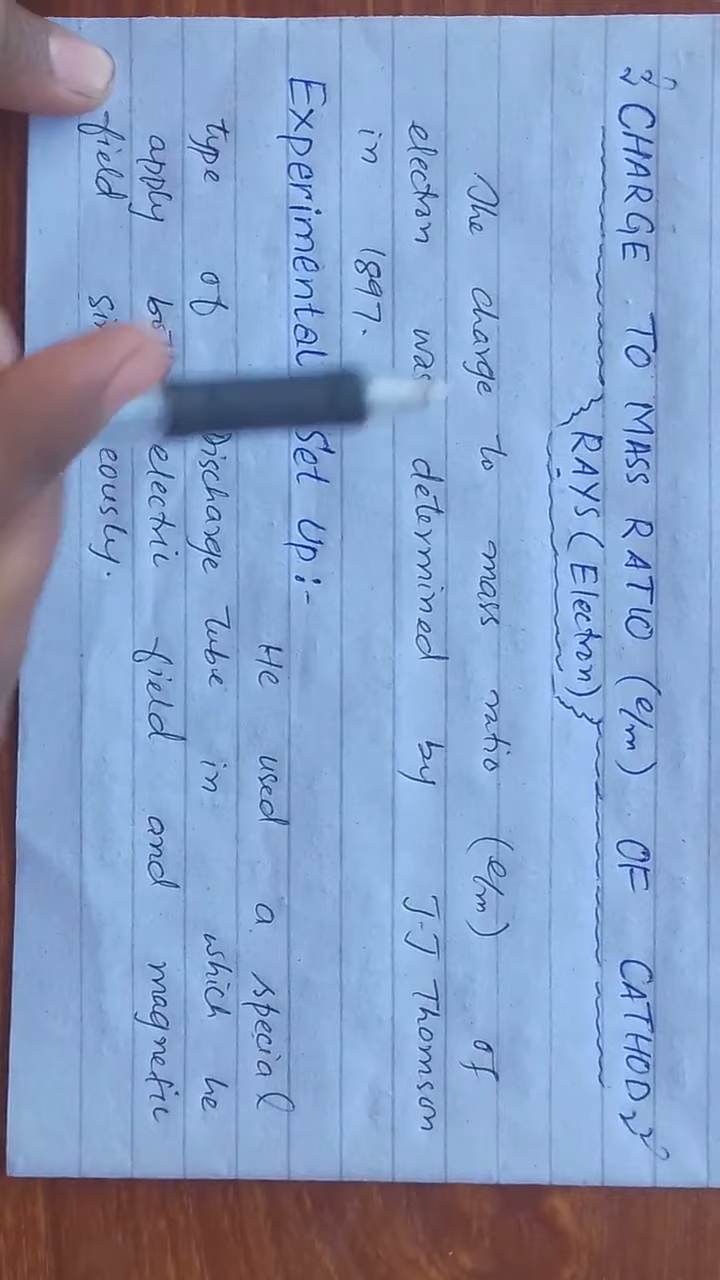 CHARGE TO MASS RATIO (e/m) OF CATHOD
RAYS (Electron)
The charge to mass ratio (e/m) of
electron was determined by J.J Thomson
in 1897.
Experimental Set Up:-
He used a special
type of Discharge Tube in which he
apply electric field and magnetic
field